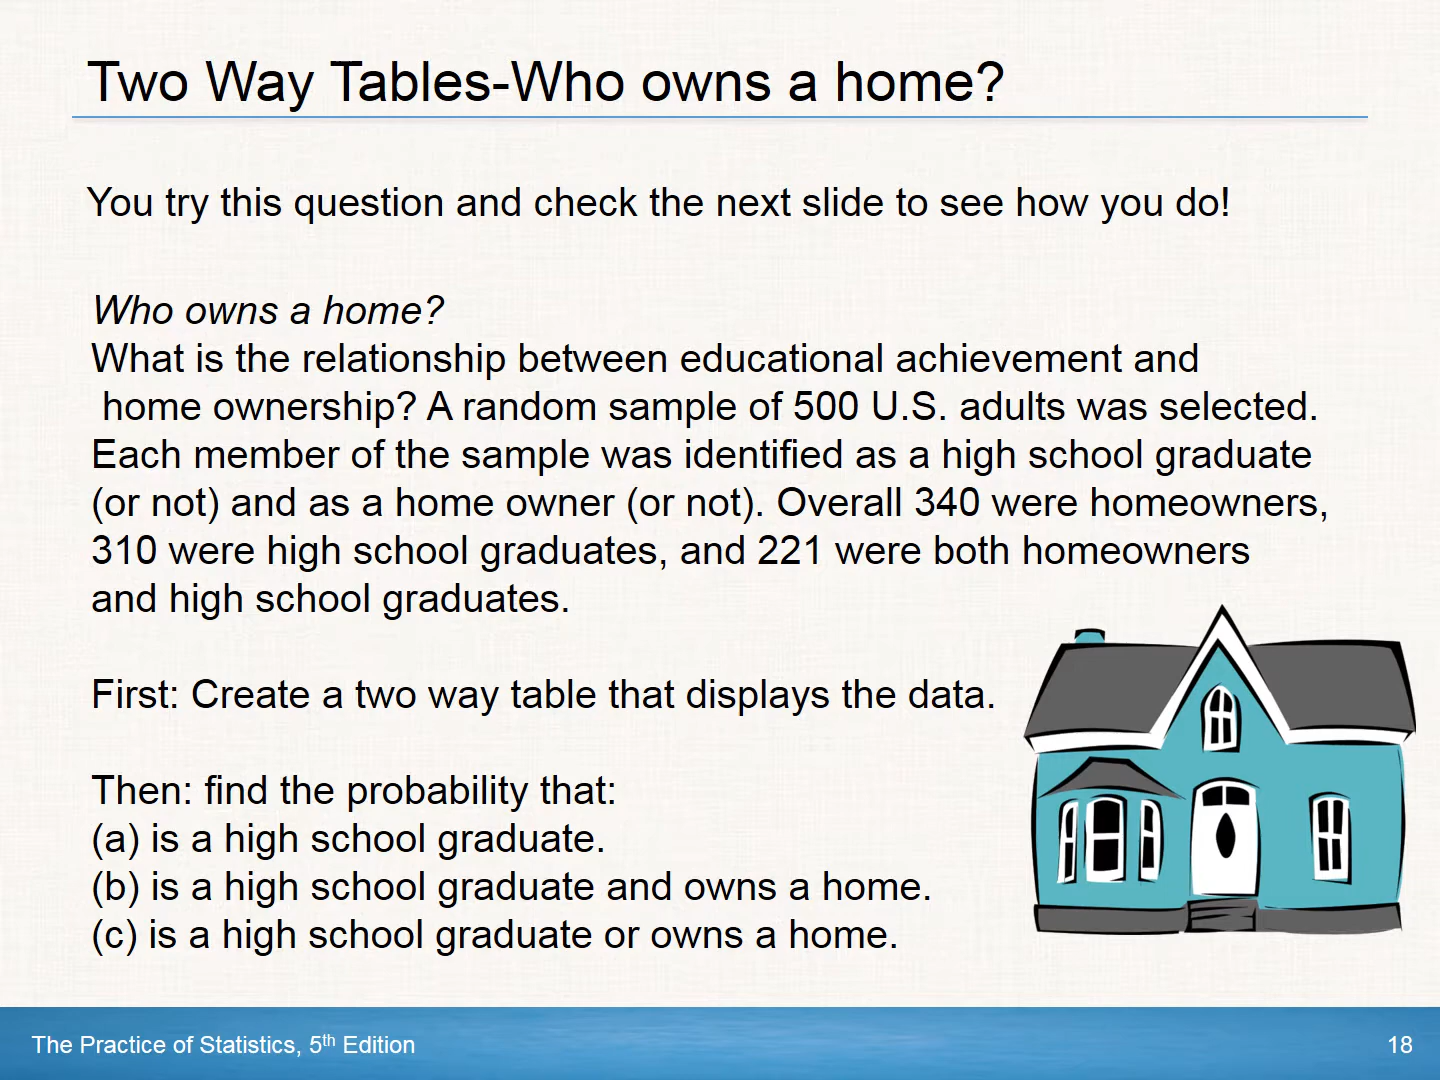 Two Way Tables-Who owns a home?
You try this question and check the next slide to see how you do!
Who owns a home?
What is the relationship between educational achievement and
home ownership? A random sample of 500 U.S. adults was selected.
Each member of the sample was identified as a high school graduate
(or not) and as a home owner (or not). Overall 340 were homeowners,
310 were high school graduates, and 221 were both homeowners
and high school graduates.
First: Create a two way table that displays the data.
Then: find the probability that:
(a) is a high school graduate.
(b) is a high school graduate and owns a home.
(c) is a high school graduate or owns a home.
The Practice of Statistics, 5th Edition
18